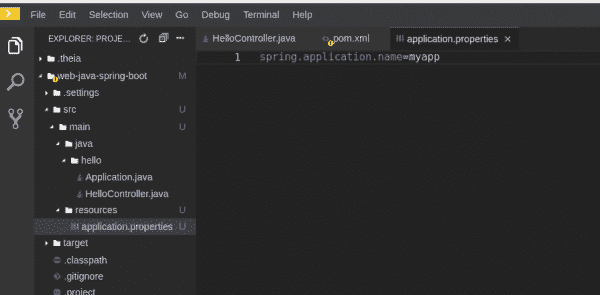 File Edit Selection View Go Debug Terminal Help
EXPLORER: PROJE...
HelloController.java pom.xml application.properties
1 spring.application.name=myapp
.theia
web-java-spring-boot M
.settings
src U
main U
java U
hello
Application.java
HelloController.java
resources U
application.properties U
target
.classpath
.gitignore
.project